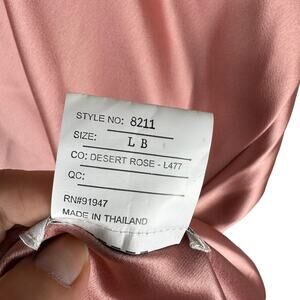 STYLE NO: 8211
SIZE: L B
CO: DESERT ROSE - L477
QC:
RN#91947
MADE IN THAILAND